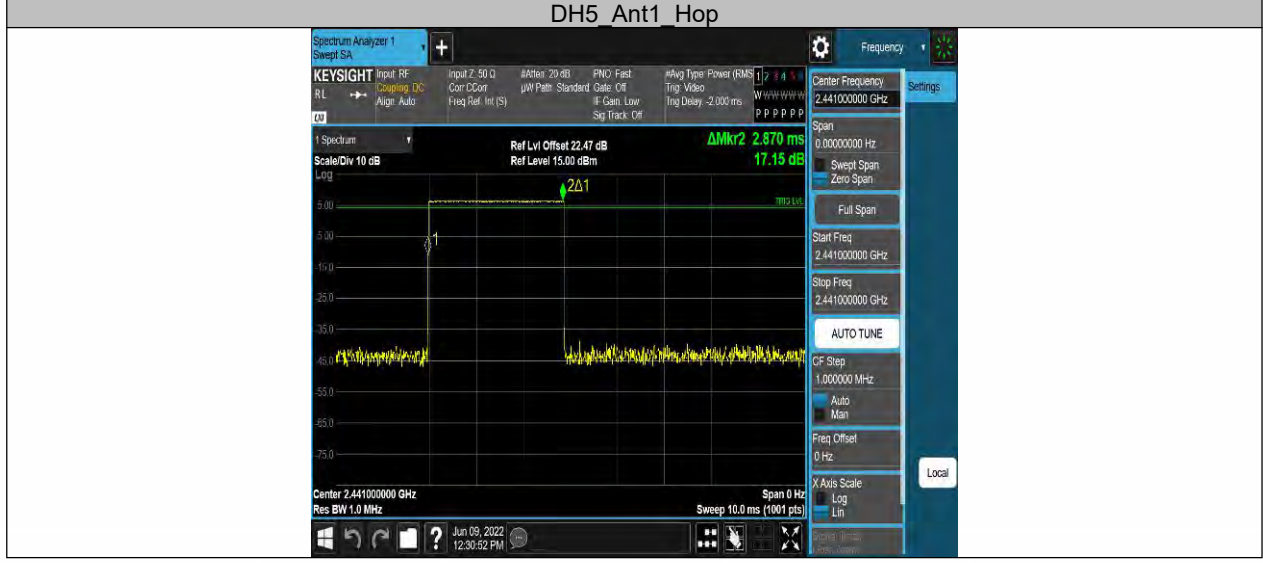 DH5_Ant1_Hop
Spectrum Analyzer 1
Swept SA
+
Frequency
KEYSIGHT
RL
Input: RF
Coupling: DC
Align: Auto
Input Z: 50 Ω
Corr CCorr
Freq Ref: Int (S)
#Atten: 20 dB
µW Path: Standard
PNO: Fast
Gate: Off
IF Gain: Low
Sig Track: Off
#Avg Type: Power (RMS
Trig: Video
Trig Delay: -2.000 ms
1 2 3 4 5 6
W W W W W W
P P P P P P
1 Spectrum
Scale/Div 10 dB
Log
Ref Lvl Offset 22.47 dB
Ref Level 15.00 dBm
ΔMkr2 2.870 ms
17.15 dB
2Δ1
TRIG LVL
1
5.00
-5.00
-15.0
-25.0
-35.0
-45.0
-55.0
-65.0
-75.0
Center 2.441000000 GHz
Res BW 1.0 MHz
Span 0 Hz
Sweep 10.0 ms (1001 pts)
Center Frequency
2.441000000 GHz
Settings
Span
0.00000000 Hz
Swept Span
Zero Span
Full Span
Start Freq
2.441000000 GHz
Stop Freq
2.441000000 GHz
AUTO TUNE
CF Step
1.000000 MHz
Auto
Man
Freq Offset
0 Hz
X Axis Scale
Log
Lin
Local
?
Jun 09, 2022
12:30:52 PM